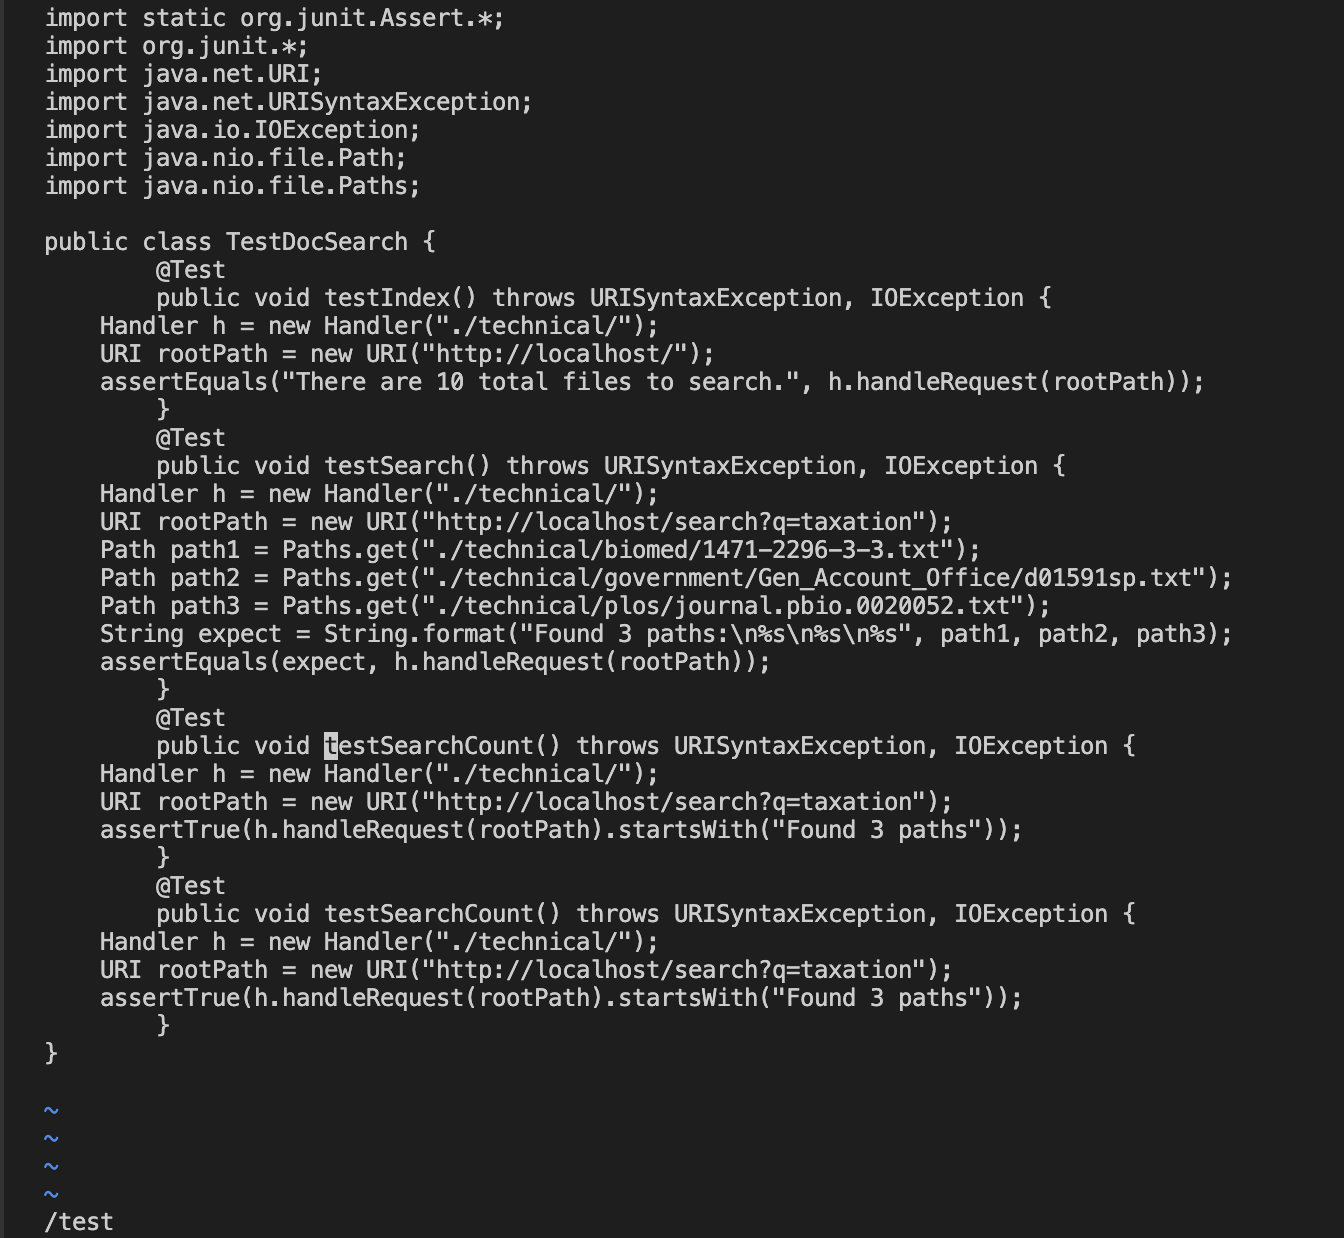 import static org.junit.Assert.*;
import org.junit.*;
import java.net.URI;
import java.net.URISyntaxException;
import java.io.IOException;
import java.nio.file.Path;
import java.nio.file.Paths;

public class TestDocSearch {
        @Test
        public void testIndex() throws URISyntaxException, IOException {
    Handler h = new Handler("./technical/");
    URI rootPath = new URI("http://localhost/");
    assertEquals("There are 10 total files to search.", h.handleRequest(rootPath));
        }
        @Test
        public void testSearch() throws URISyntaxException, IOException {
    Handler h = new Handler("./technical/");
    URI rootPath = new URI("http://localhost/search?q=taxation");
    Path path1 = Paths.get("./technical/biomed/1471-2296-3-3.txt");
    Path path2 = Paths.get("./technical/government/Gen_Account_Office/d01591sp.txt");
    Path path3 = Paths.get("./technical/plos/journal.pbio.0020052.txt");
    String expect = String.format("Found 3 paths:\n%s\n%s\n%s", path1, path2, path3);
    assertEquals(expect, h.handleRequest(rootPath));
        }
        @Test
        public void testSearchCount() throws URISyntaxException, IOException {
    Handler h = new Handler("./technical/");
    URI rootPath = new URI("http://localhost/search?q=taxation");
    assertTrue(h.handleRequest(rootPath).startsWith("Found 3 paths"));
        }
        @Test
        public void testSearchCount() throws URISyntaxException, IOException {
    Handler h = new Handler("./technical/");
    URI rootPath = new URI("http://localhost/search?q=taxation");
    assertTrue(h.handleRequest(rootPath).startsWith("Found 3 paths"));
        }
}

~
~
~
~
/test